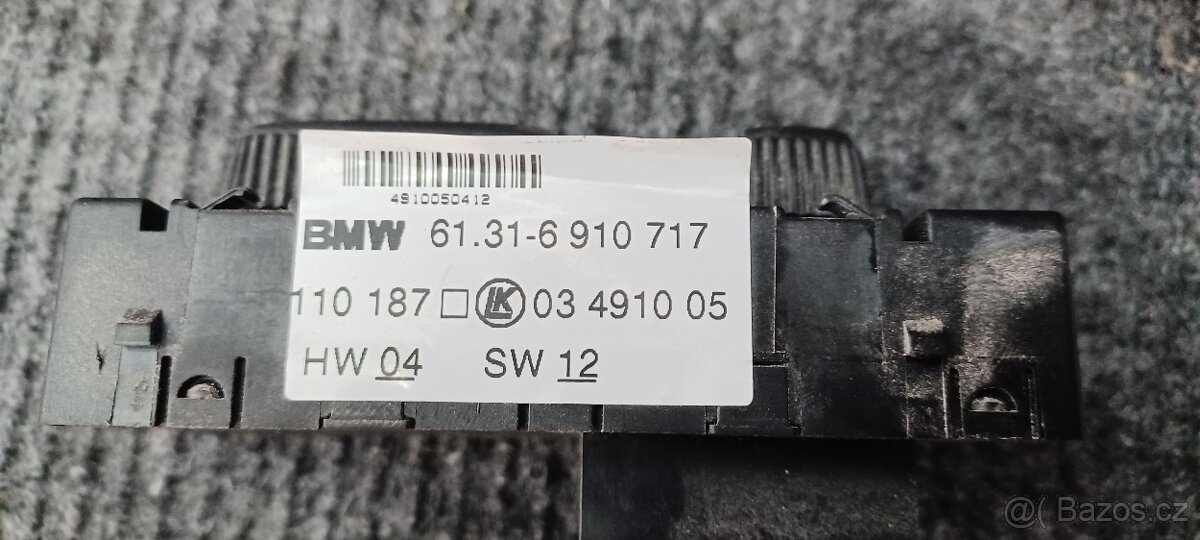 4910050412
BMW 61.31-6 910 717
110 187 □ LK 03 4910 05
HW 04 SW 12
@( Bazos.cz